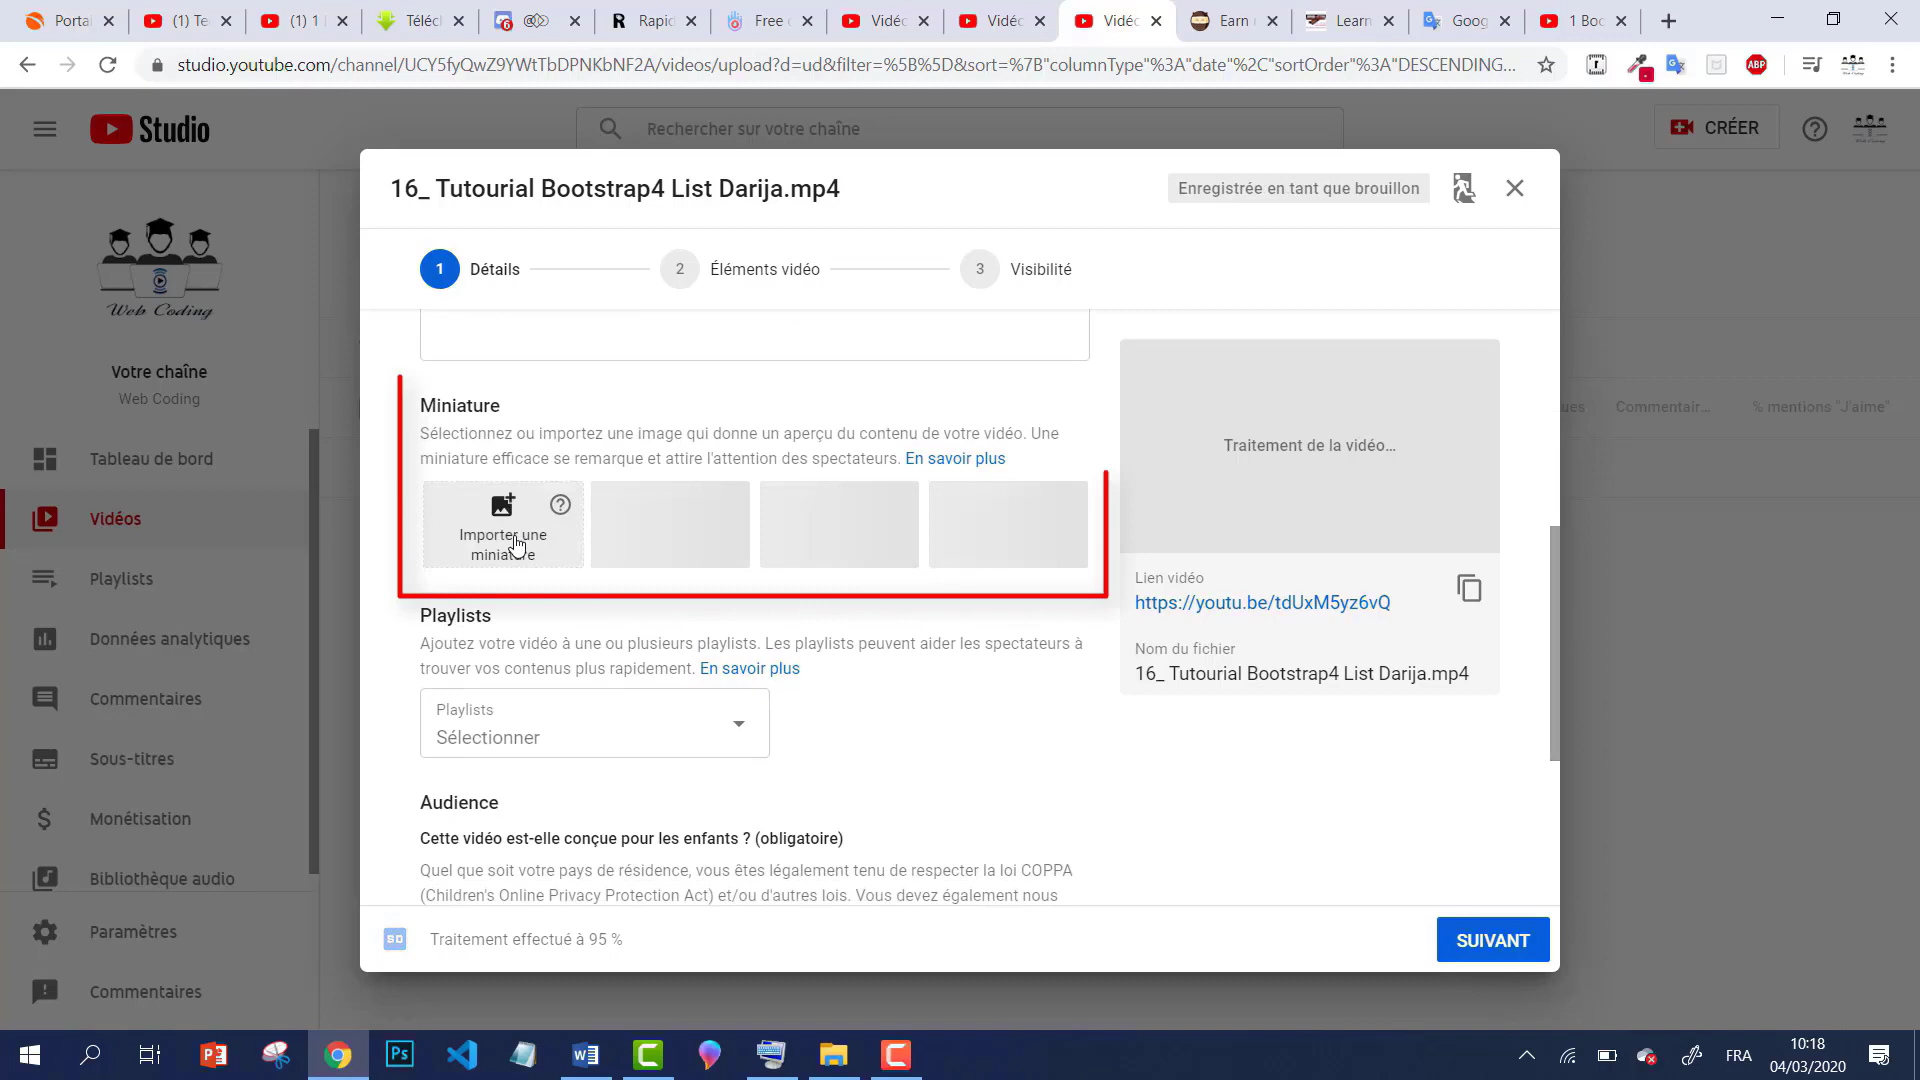 Portai
(1) Te
(1) 1
Téléc
Rapid
Free
Vidéo
Vidéo
Vidéo
Earn
Learn
Goog
1 Boo
studio.youtube.com/channel/UCY5fyQwZ9YWtTbDPNKbNF2A/videos/upload?d=ud&filter=%5B%5D&sort=%7B"columnType"%3A"date"%2C"sortOrder"%3A"DESCENDING...
ABP
Studio
Rechercher sur votre chaîne
CRÉER
16_ Tutourial Bootstrap4 List Darija.mp4
Enregistrée en tant que brouillon
1 Détails
2 Éléments vidéo
3 Visibilité
Web Coding
Votre chaîne
Web Coding
Tableau de bord
Vidéos
Playlists
Données analytiques
Commentaires
Sous-titres
Monétisation
Bibliothèque audio
Paramètres
Commentaires
Miniature
Sélectionnez ou importez une image qui donne un aperçu du contenu de votre vidéo. Une
miniature efficace se remarque et attire l'attention des spectateurs. En savoir plus
Importer une
miniature
Playlists
Ajoutez votre vidéo à une ou plusieurs playlists. Les playlists peuvent aider les spectateurs à
trouver vos contenus plus rapidement. En savoir plus
Playlists
Sélectionner
Audience
Cette vidéo est-elle conçue pour les enfants ? (obligatoire)
Quel que soit votre pays de résidence, vous êtes légalement tenu de respecter la loi COPPA
(Children's Online Privacy Protection Act) et/ou d'autres lois. Vous devez également nous
Traitement de la vidéo...
Lien vidéo
https://youtu.be/tdUxM5yz6vQ
Nom du fichier
16_ Tutourial Bootstrap4 List Darija.mp4
ues
Commentair...
% mentions "J'aime"
SD
Traitement effectué à 95 %
SUIVANT
FRA
10:18
04/03/2020